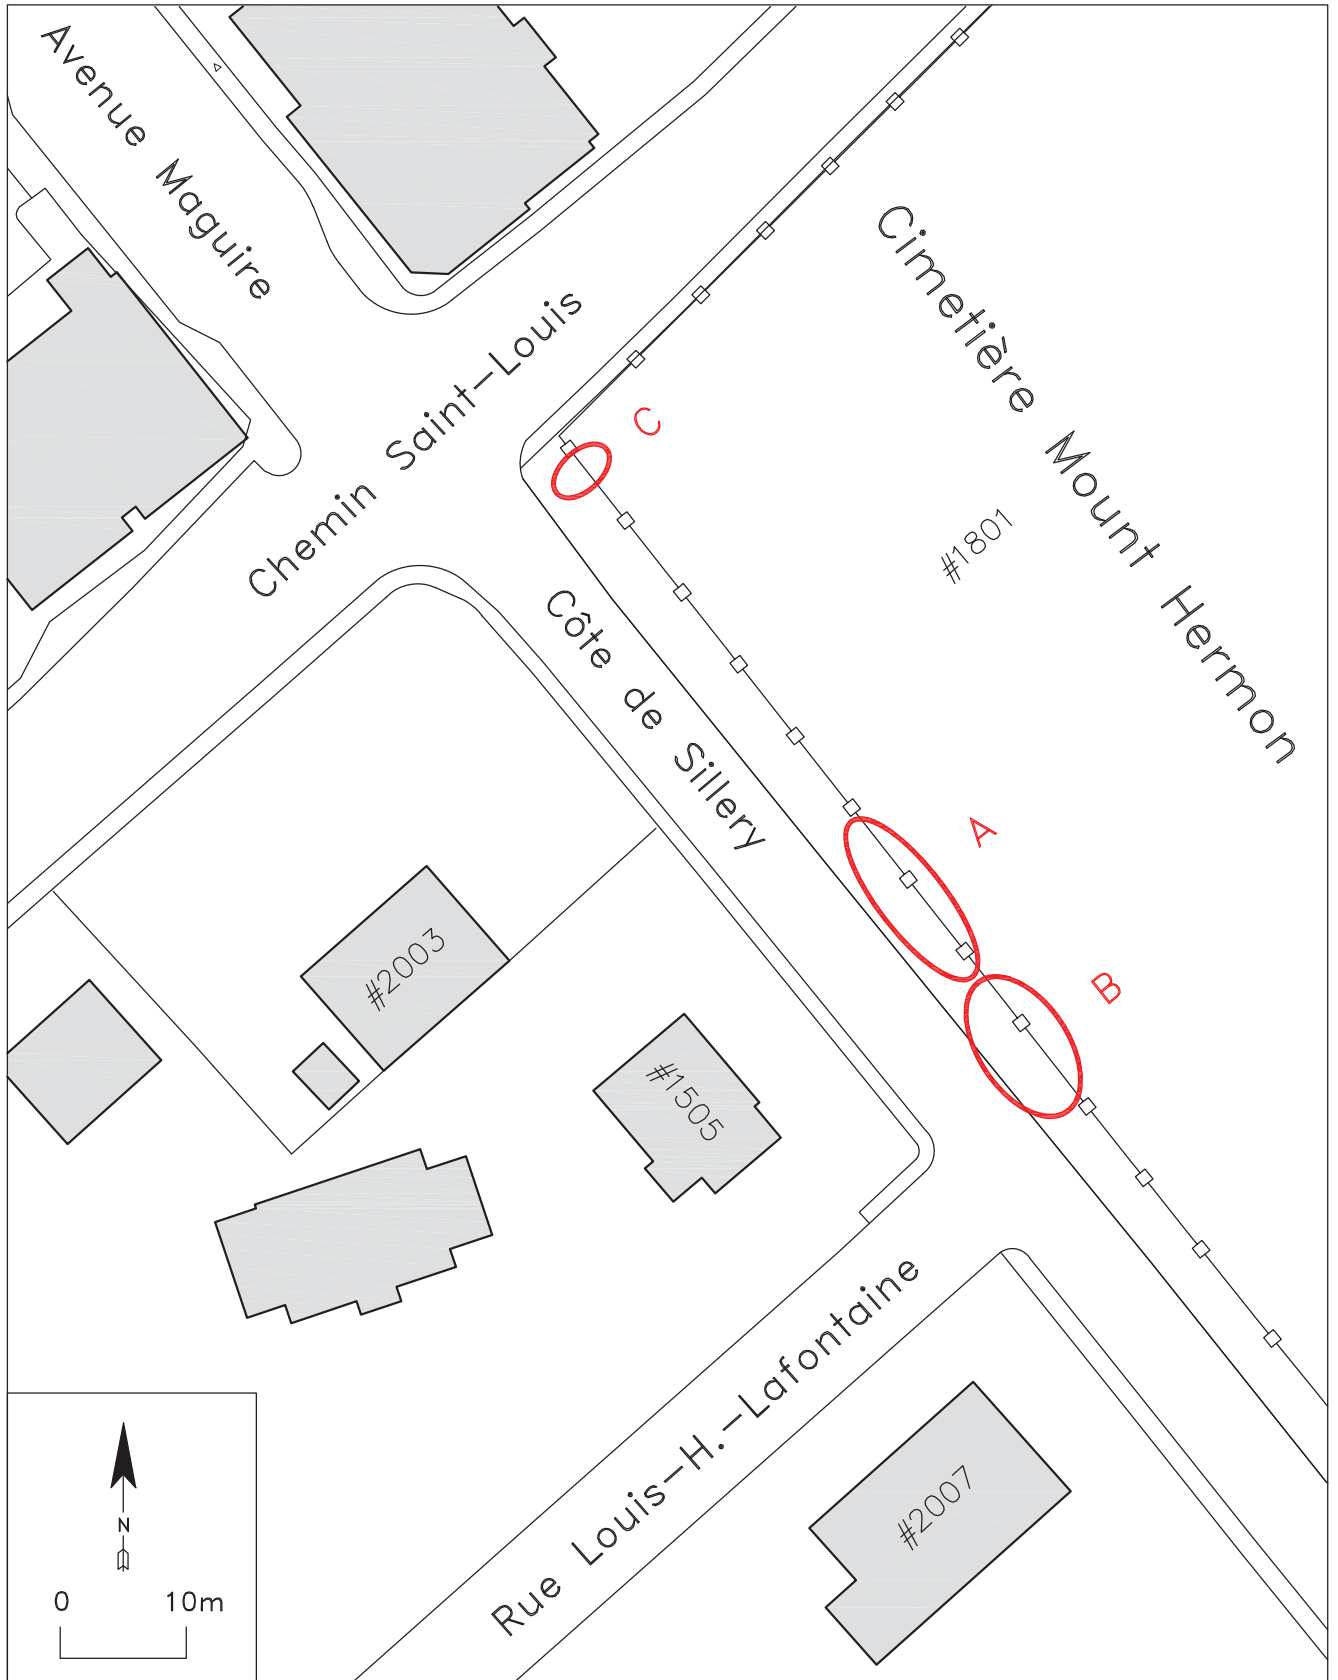 Avenue Maguire
Chemin Saint-Louis
Cimetière Mount Hermon
C
#1801
Côte de Sillery
A
B
#2003
#1505
Rue Louis-H.-Lafontaine
#2007
N
0 10m